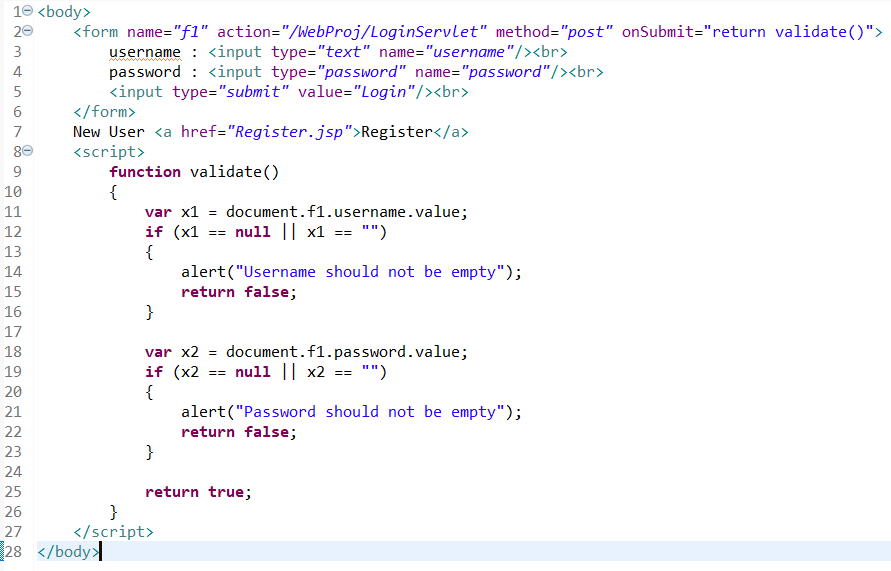 1 <body>
2     <form name="f1" action="/WebProj/LoginServlet" method="post" onSubmit="return validate()">
3         username : <input type="text" name="username"/><br>
4         password : <input type="password" name="password"/><br>
5         <input type="submit" value="Login"/><br>
6     </form>
7     New User <a href="Register.jsp">Register</a>
8     <script>
9         function validate()
10         {
11             var x1 = document.f1.username.value;
12             if (x1 == null || x1 == "")
13             {
14                 alert("Username should not be empty");
15                 return false;
16             }
17
18             var x2 = document.f1.password.value;
19             if (x2 == null || x2 == "")
20             {
21                 alert("Password should not be empty");
22                 return false;
23             }
24
25             return true;
26         }
27     </script>
28 </body>